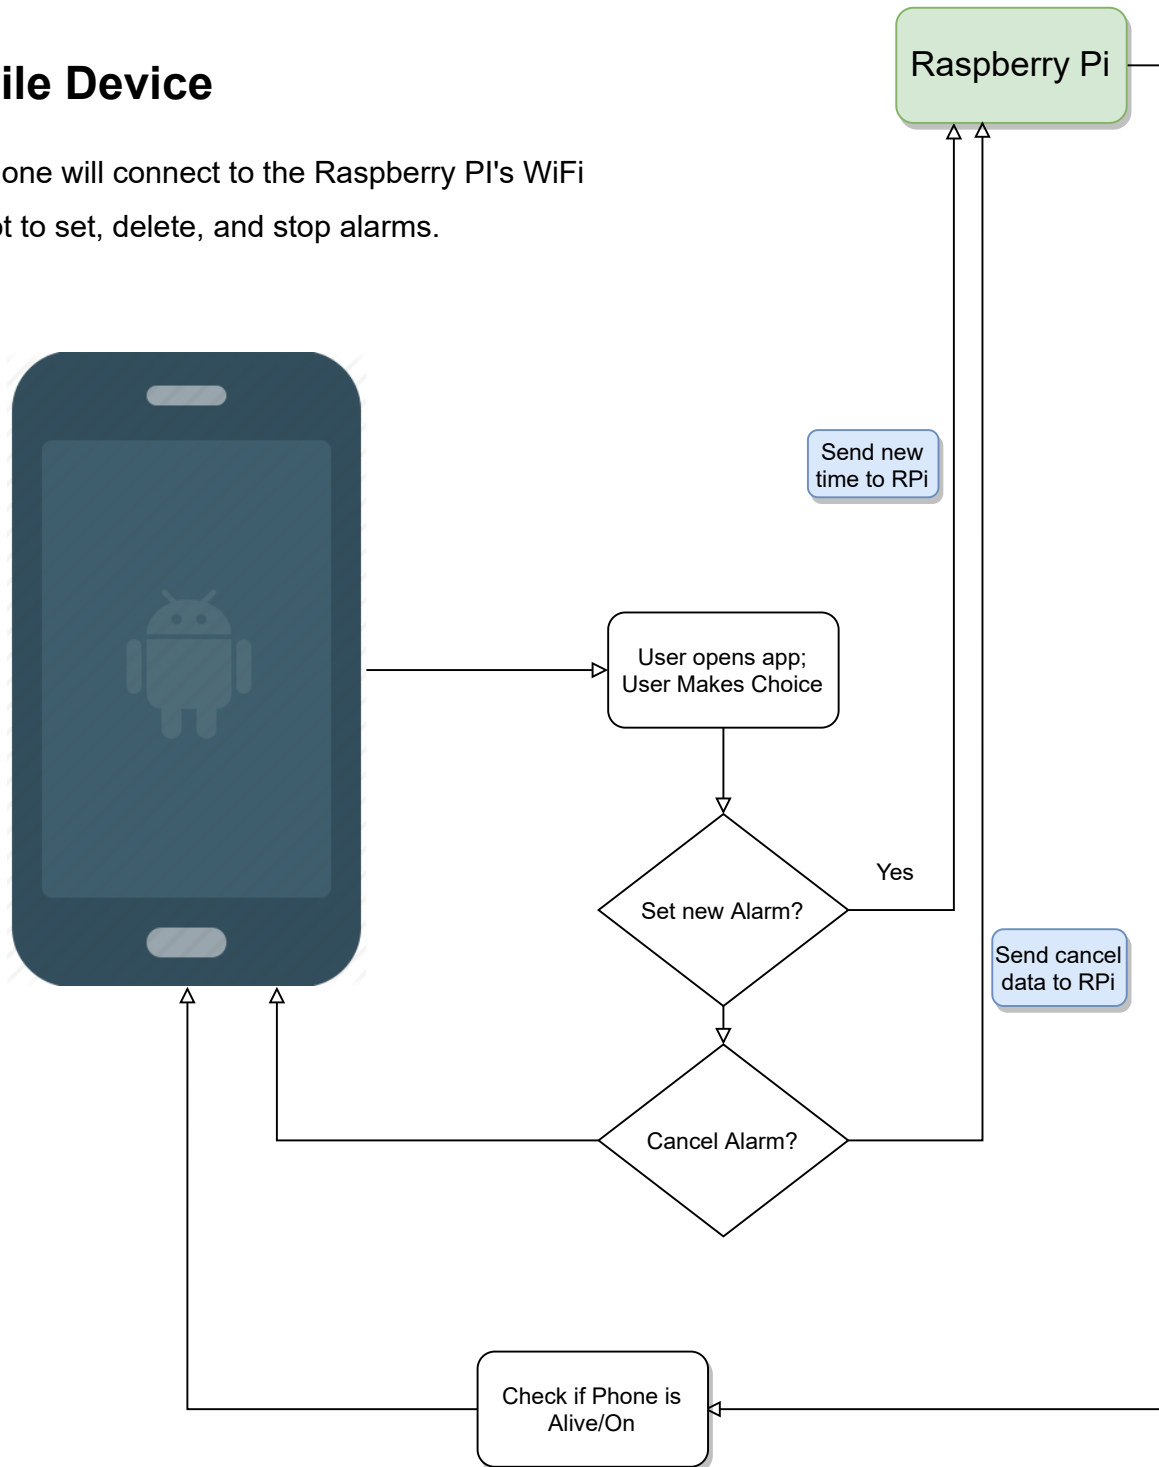 Raspberry Pi
ile Device
one will connect to the Raspberry PI's WiFi
t to set, delete, and stop alarms.
Send new
time to RPi
User opens app;
User Makes Choice
Yes
Set new Alarm?
Send cancel
data to RPi
Cancel Alarm?
Check if Phone is
Alive/On